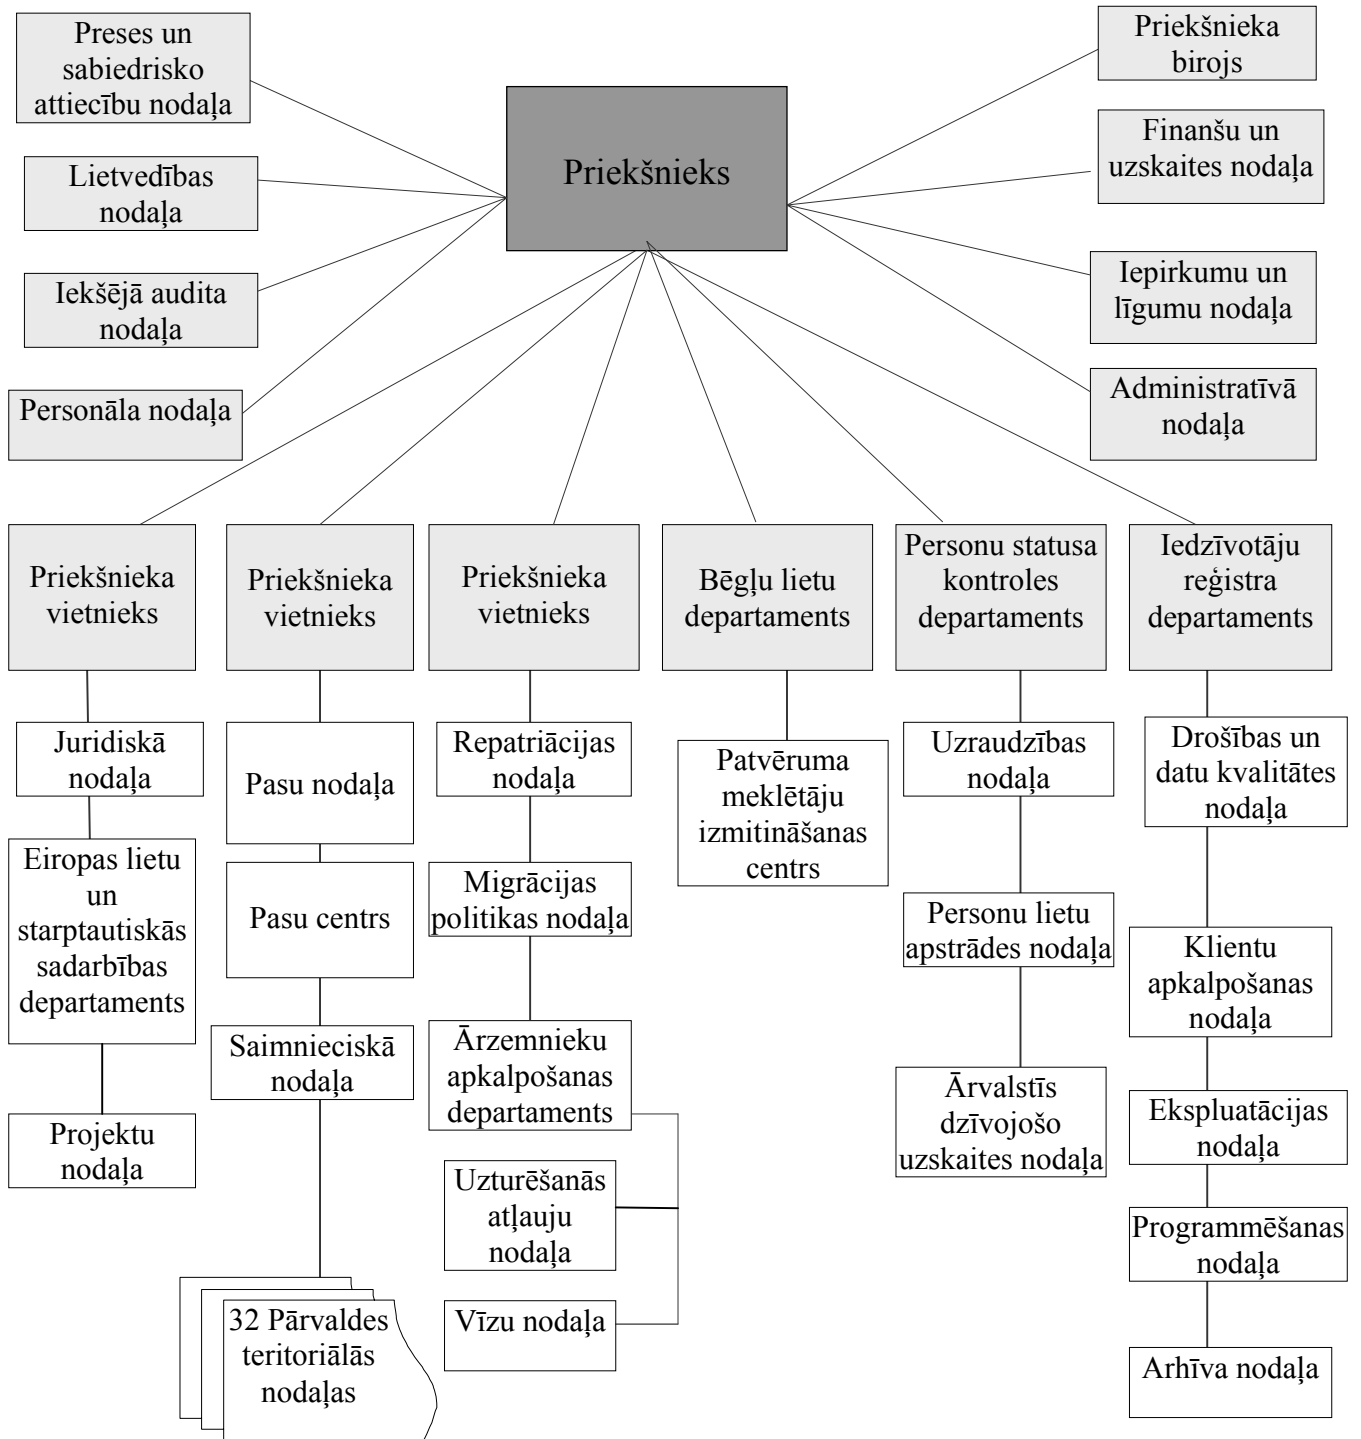 Preses un
sabiedrisko
attiecību nodaļa
Lietvedības
nodaļa
Iekšējā audita
nodaļa
Personāla nodaļa
Priekšnieks
Priekšnieka
birojs
Finanšu un
uzskaites nodaļa
Iepirkumu un
līgumu nodaļa
Administratīvā
nodaļa
Priekšnieka
vietnieks
Juridiskā
nodaļa
Eiropas lietu
un
starptautiskās
sadarbības
departaments
Projektu
nodaļa
Priekšnieka
vietnieks
Pasu nodaļa
Pasu centrs
Saimnieciskā
nodaļa
32 Pārvaldes
teritoriālās
nodaļas
Priekšnieka
vietnieks
Repatriācijas
nodaļa
Migrācijas
politikas nodaļa
Ārzemnieku
apkalpošanas
departaments
Uzturēšanās
atļauju
nodaļa
Vīzu nodaļa
Bēgļu lietu
departaments
Patvēruma
meklētāju
izmitināšanas
centrs
Personu statusa
kontroles
departaments
Uzraudzības
nodaļa
Personu lietu
apstrādes nodaļa
Ārvalstīs
dzīvojošo
uzskaites nodaļa
Iedzīvotāju
reģistra
departaments
Drošības un
datu kvalitātes
nodaļa
Klientu
apkalpošanas
nodaļa
Ekspluatācijas
nodaļa
Programmēšanas
nodaļa
Arhīva nodaļa